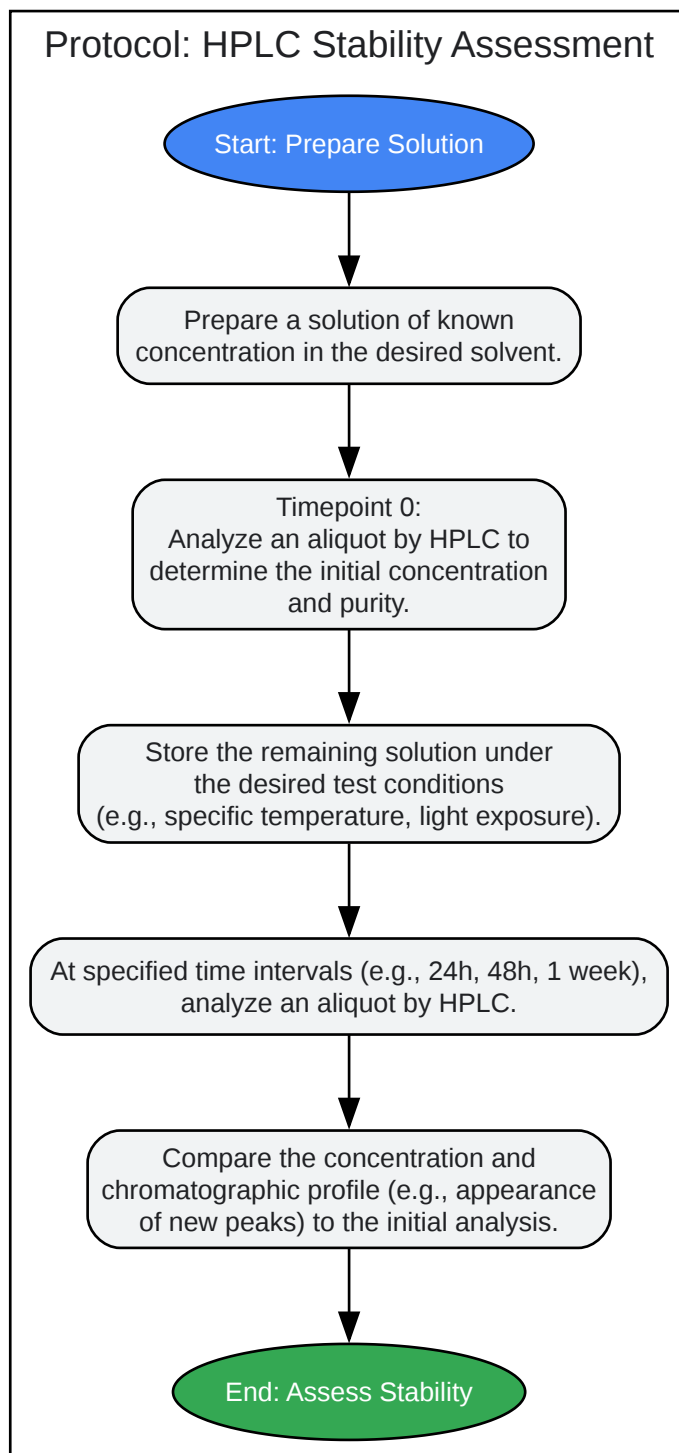 Protocol: HPLC Stability Assessment
Start: Prepare Solution
Prepare a solution of known
concentration in the desired solvent.
Timepoint 0:
Analyze an aliquot by HPLC to
determine the initial concentration
and purity.
Store the remaining solution under
the desired test conditions
(e.g., specific temperature, light exposure).
At specified time intervals (e.g., 24h, 48h, 1 week),
analyze an aliquot by HPLC.
Compare the concentration and
chromatographic profile (e.g., appearance
of new peaks) to the initial analysis.
End: Assess Stability